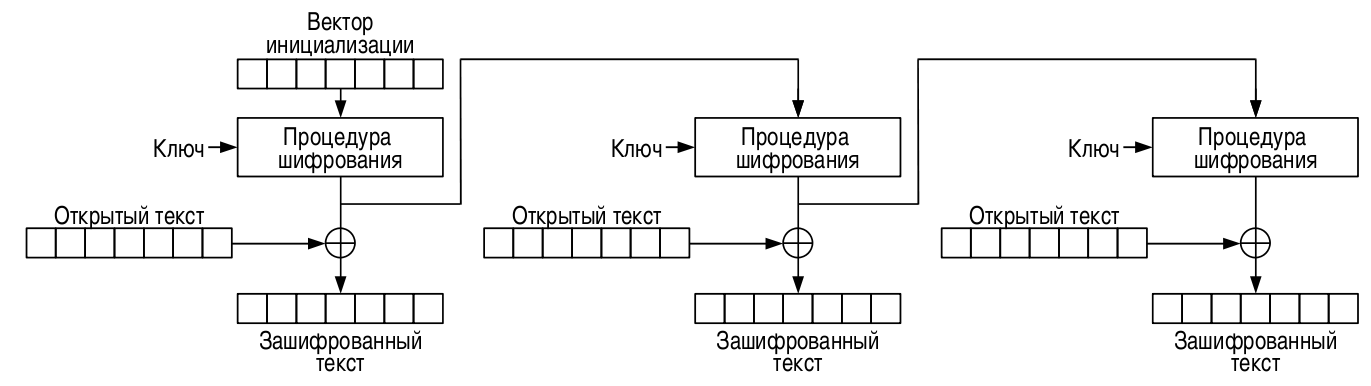 Вектор
инициализации
Ключ
Процедура
шифрования
Ключ
Процедура
шифрования
Ключ
Процедура
шифрования
Открытый текст
Открытый текст
Открытый текст
Зашифрованный
текст
Зашифрованный
текст
Зашифрованный
текст